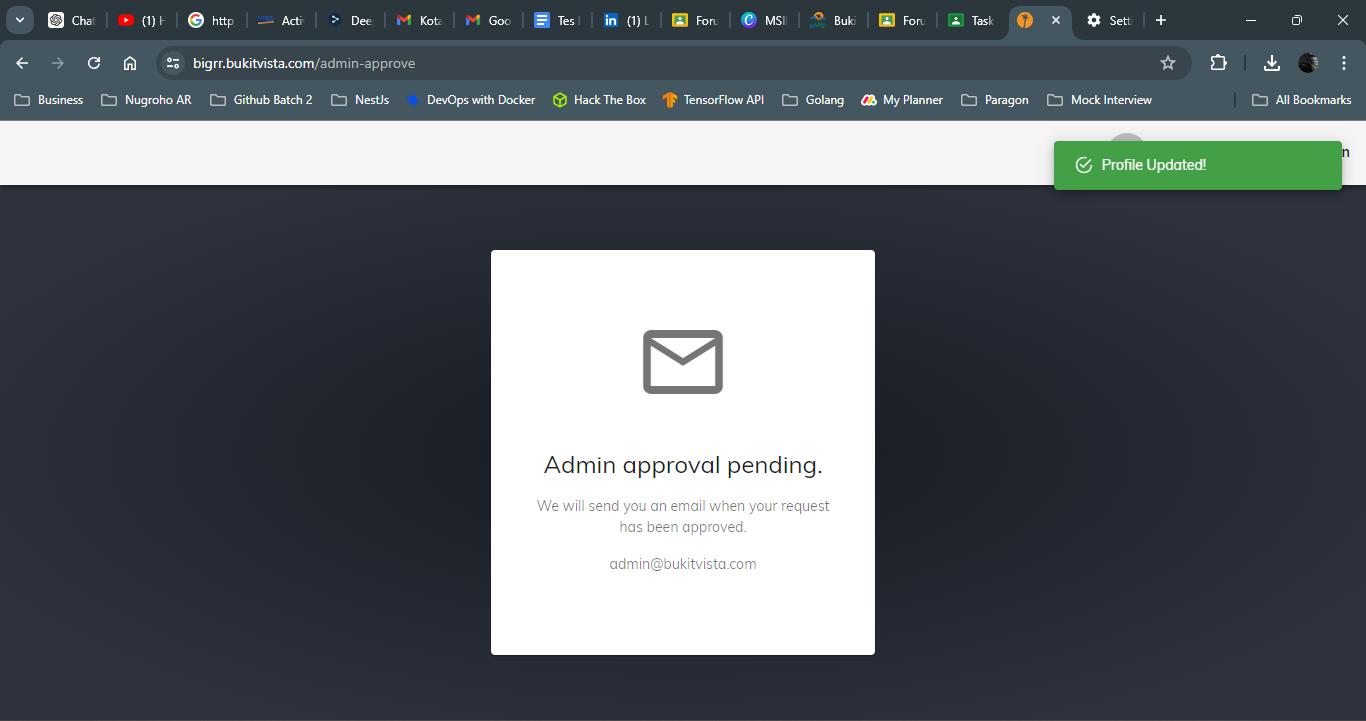 Chat
(1) H
http
Activ
Dee
Kota
Goo
Tes
(1) L
Foru
MSI
Buki
Foru
Task
Setti
bigrr.bukitvista.com/admin-approve
Business
Nugroho AR
Github Batch 2
NestJs
DevOps with Docker
Hack The Box
TensorFlow API
Golang
My Planner
Paragon
Mock Interview
All Bookmarks
Profile Updated!
n
Admin approval pending.
We will send you an email when your request
has been approved.
admin@bukitvista.com